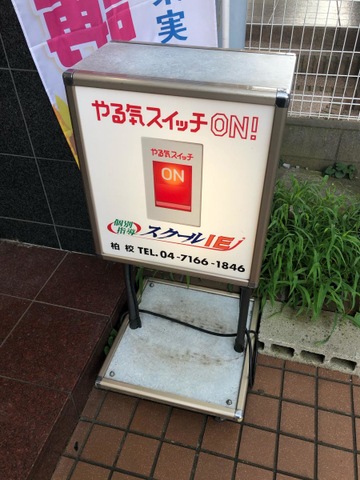 果実
やる気スイッチON!
やる気スイッチ
ON
個別
指導
スクールIE
柏 校 TEL.04-7166-1846